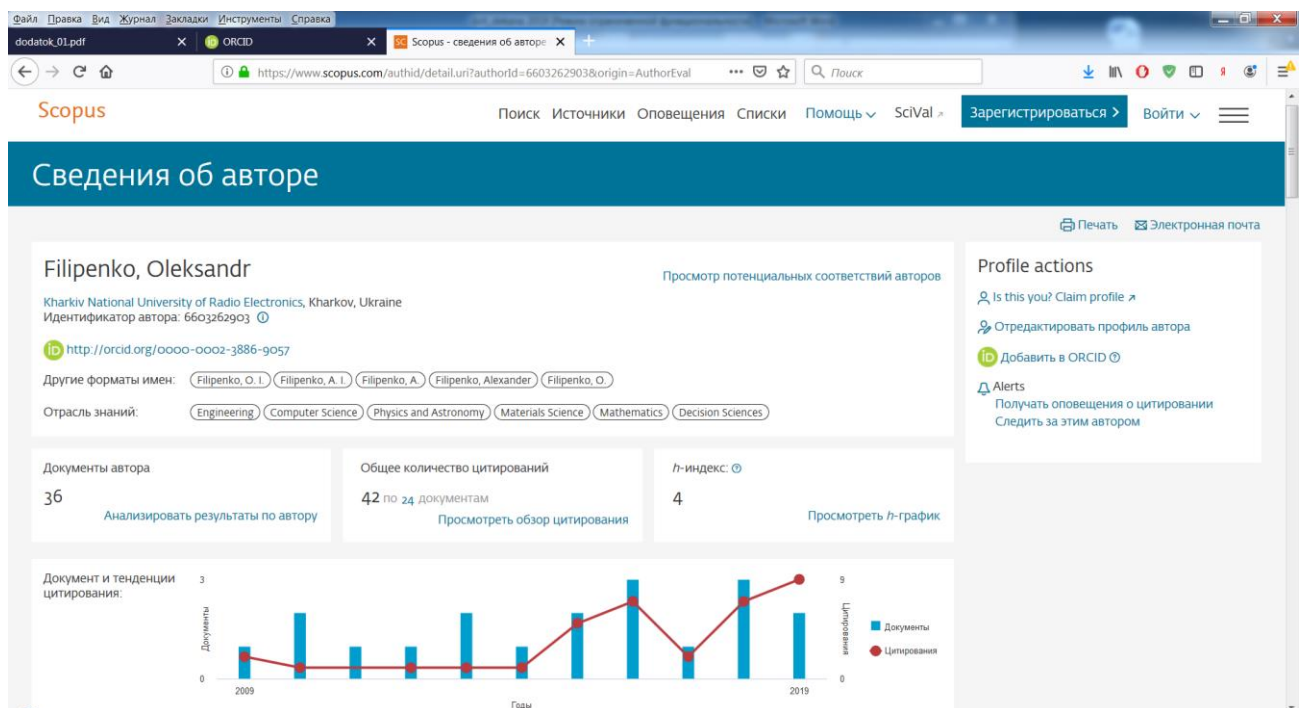 Файл Правка Вид Журнал Закладки Инструменты Справка
dodatok_01.pdf ORCID Scopus - сведения об авторе
https://www.scopus.com/authid/detail.uri?authorId=6603262903&origin=AuthorEval Поиск
Scopus Поиск Источники Оповещения Списки Помощь SciVal Зарегистрироваться > Войти
Сведения об авторе
Печать Электронная почта
Filipenko, Oleksandr
Просмотр потенциальных соответствий авторов
Kharkiv National University of Radio Electronics, Kharkov, Ukraine
Идентификатор автора: 6603262903
http://orcid.org/0000-0002-3886-9057
Другие форматы имен: Filipenko, O. I. Filipenko, A. I. Filipenko, A. Filipenko, Alexander Filipenko, O.
Отрасль знаний: Engineering Computer Science Physics and Astronomy Materials Science Mathematics Decision Sciences
Profile actions
Is this you? Claim profile
Отредактировать профиль автора
Добавить в ORCID
Alerts
Получать оповещения о цитировании
Следить за этим автором
Документы автора
36
Анализировать результаты по автору
Общее количество цитирований
42 по 24 документам
Просмотреть обзор цитирования
h-индекс:
4
Просмотреть h-график
Документ и тенденции
цитирования:
3
Документы
0
2009
Годы
2019
9
Цитирования
0
Документы
Цитирования